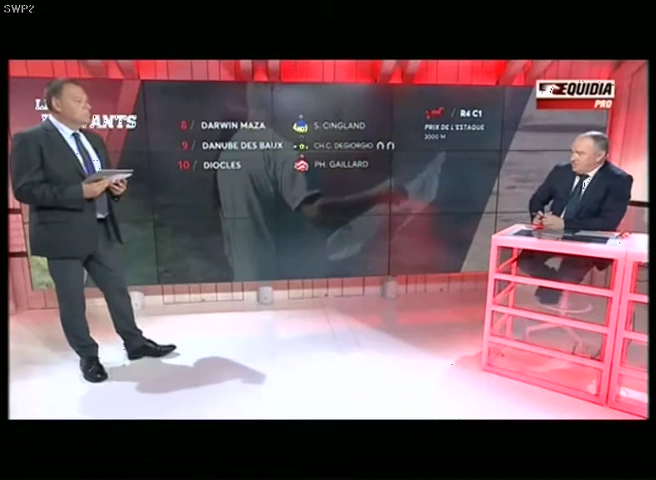 SWP2
EQUIDIA
PRO
R4 C1
PRIX DE L'ESTAQUE
3000 M
8 / DARWIN MAZA S. CINGLAND
9 / DANUBE DES BAUX CH.C. DEGIORGIO
10 / DIOCLES PH. GAILLARD